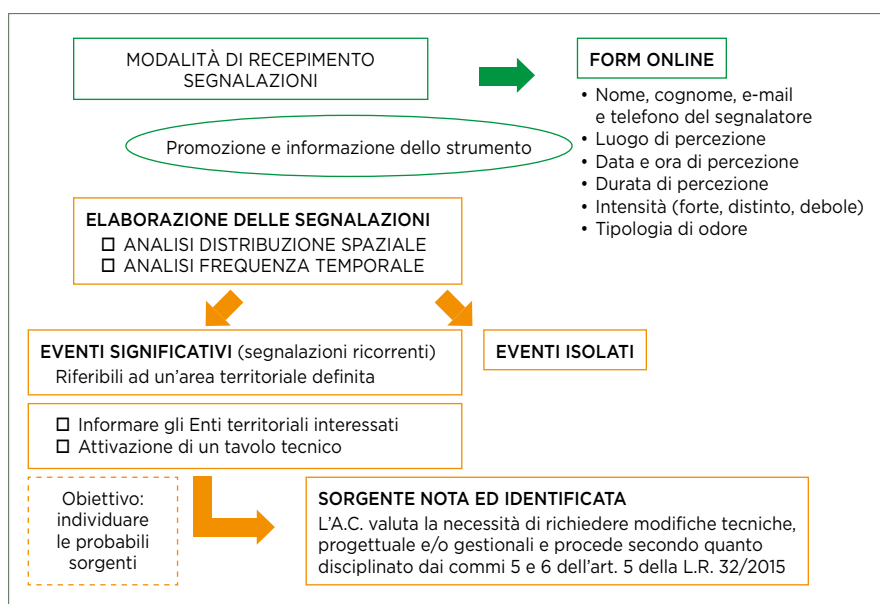 MODALITÀ DI RECEPIMENTO
SEGNALAZIONI
FORM ONLINE
• Nome, cognome, e-mail
e telefono del segnalatore
• Luogo di percezione
• Data e ora di percezione
• Durata di percezione
• Intensità (forte, distinto, debole)
• Tipologia di odore
Promozione e informazione dello strumento
ELABORAZIONE DELLE SEGNALAZIONI
☐ ANALISI DISTRIBUZIONE SPAZIALE
☐ ANALISI FREQUENZA TEMPORALE
EVENTI SIGNIFICATIVI (segnalazioni ricorrenti)
Riferibili ad un'area territoriale definita
EVENTI ISOLATI
☐ Informare gli Enti territoriali interessati
☐ Attivazione di un tavolo tecnico
Obiettivo:
individuare
le probabili
sorgenti
SORGENTE NOTA ED IDENTIFICATA
L'A.C. valuta la necessità di richiedere modifiche tecniche,
progettuale e/o gestionali e procede secondo quanto
disciplinato dai commi 5 e 6 dell'art. 5 della L.R. 32/2015